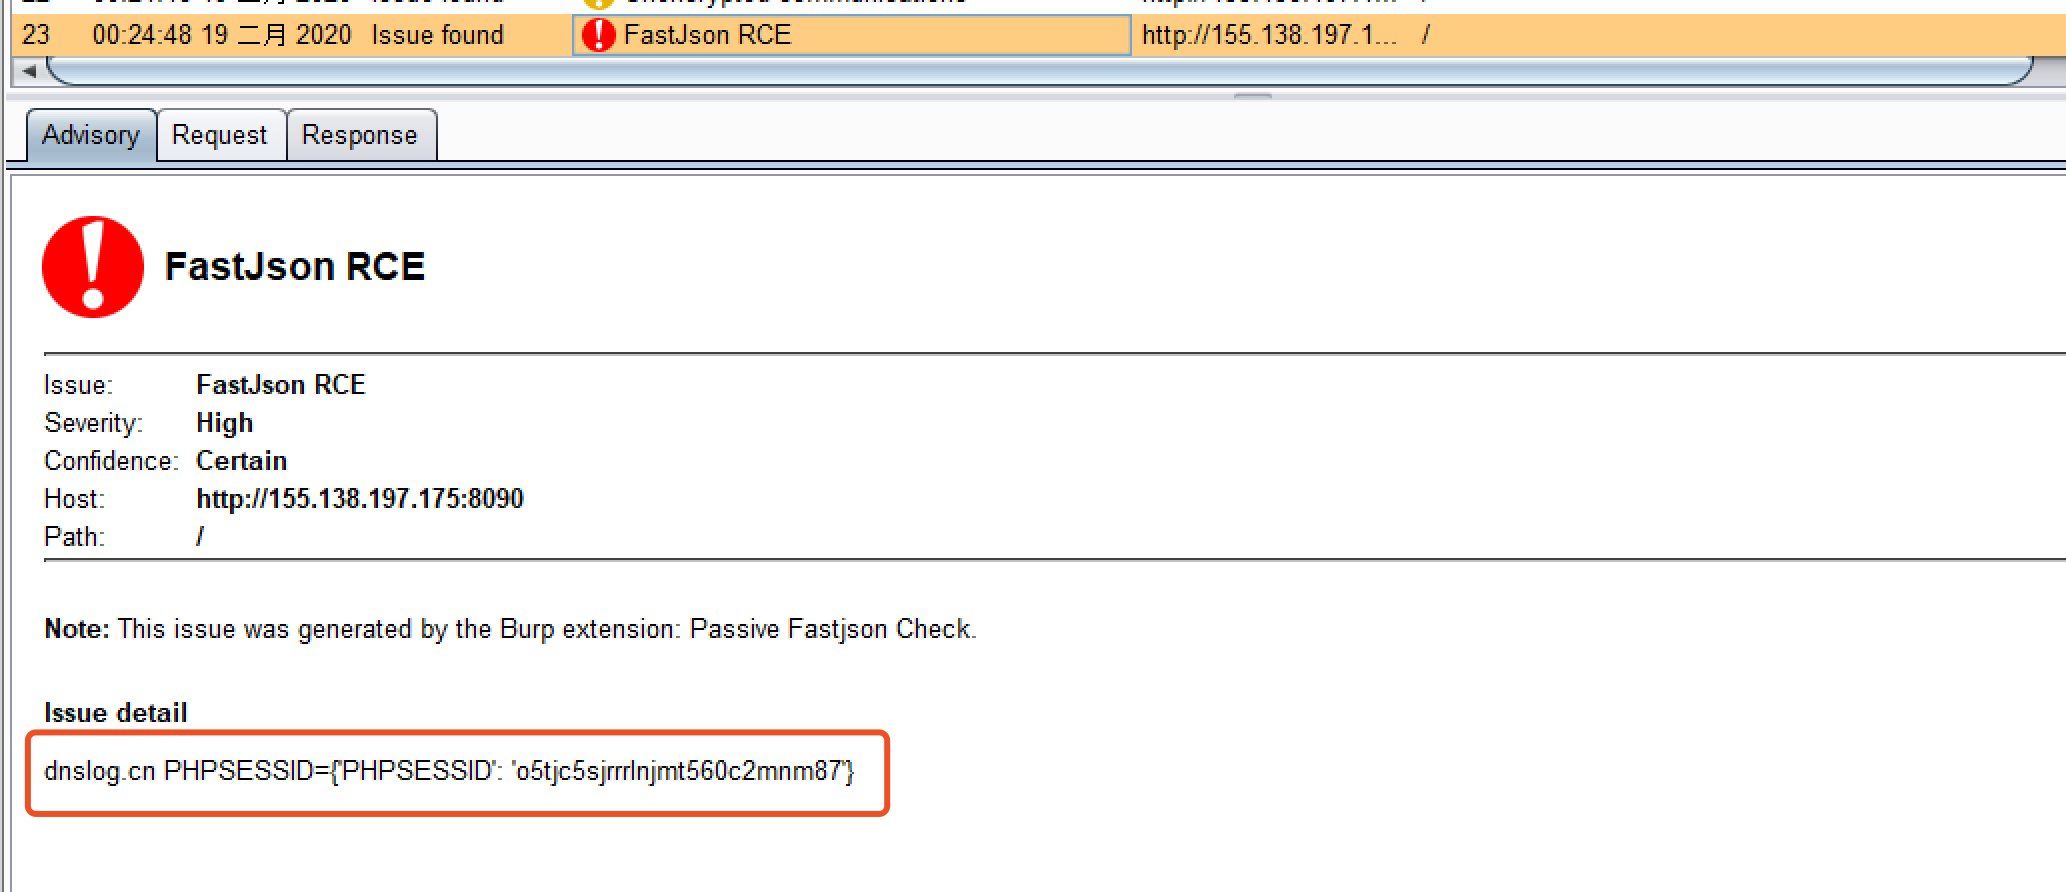 23 00:24:48 19 二月 2020 Issue found FastJson RCE http://155.138.197.1... /
Advisory Request Response
FastJson RCE
Issue: FastJson RCE
Severity: High
Confidence: Certain
Host: http://155.138.197.175:8090
Path: /
Note: This issue was generated by the Burp extension: Passive Fastjson Check.
Issue detail
dnslog.cn PHPSESSID={'PHPSESSID': 'o5tjc5sjrrrlnjmt560c2mnm87'}